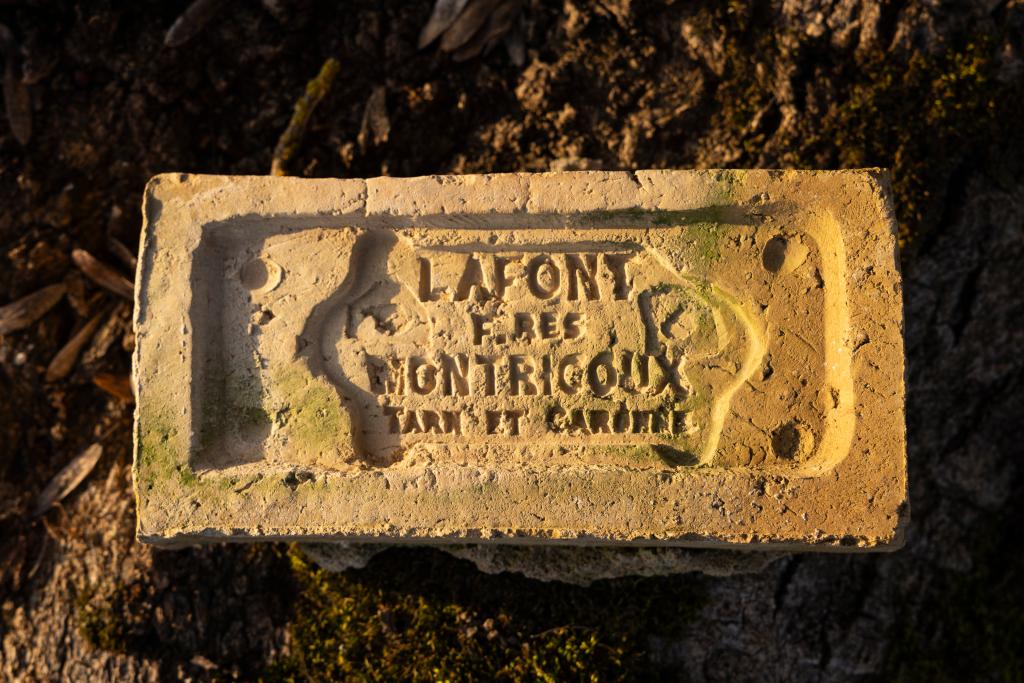 LAFONT
F.RES
MONTRICOUX
TARN ET GARONNE